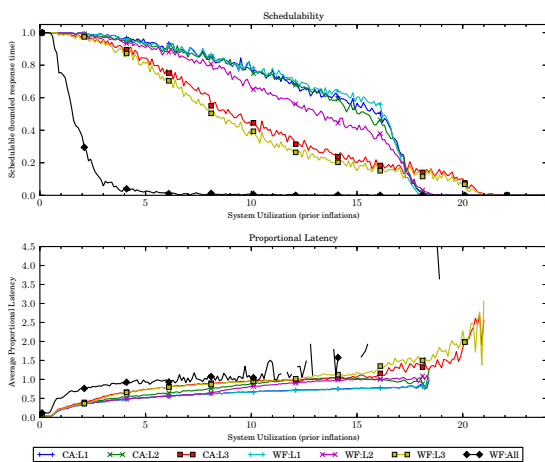 Schedulability
Schedulable (bounded response time)
1.0
0.8
0.6
0.4
0.2
0.0
0 5 10 15 20
System Utilization (prior inflations)
Proportional Latency
Average Proportional Latency
4.5
4.0
3.5
3.0
2.5
2.0
1.5
1.0
0.5
0.0
0 5 10 15 20
System Utilization (prior inflations)
CA:L1 CA:L2 CA:L3 WF:L1 WF:L2 WF:L3 WF:All